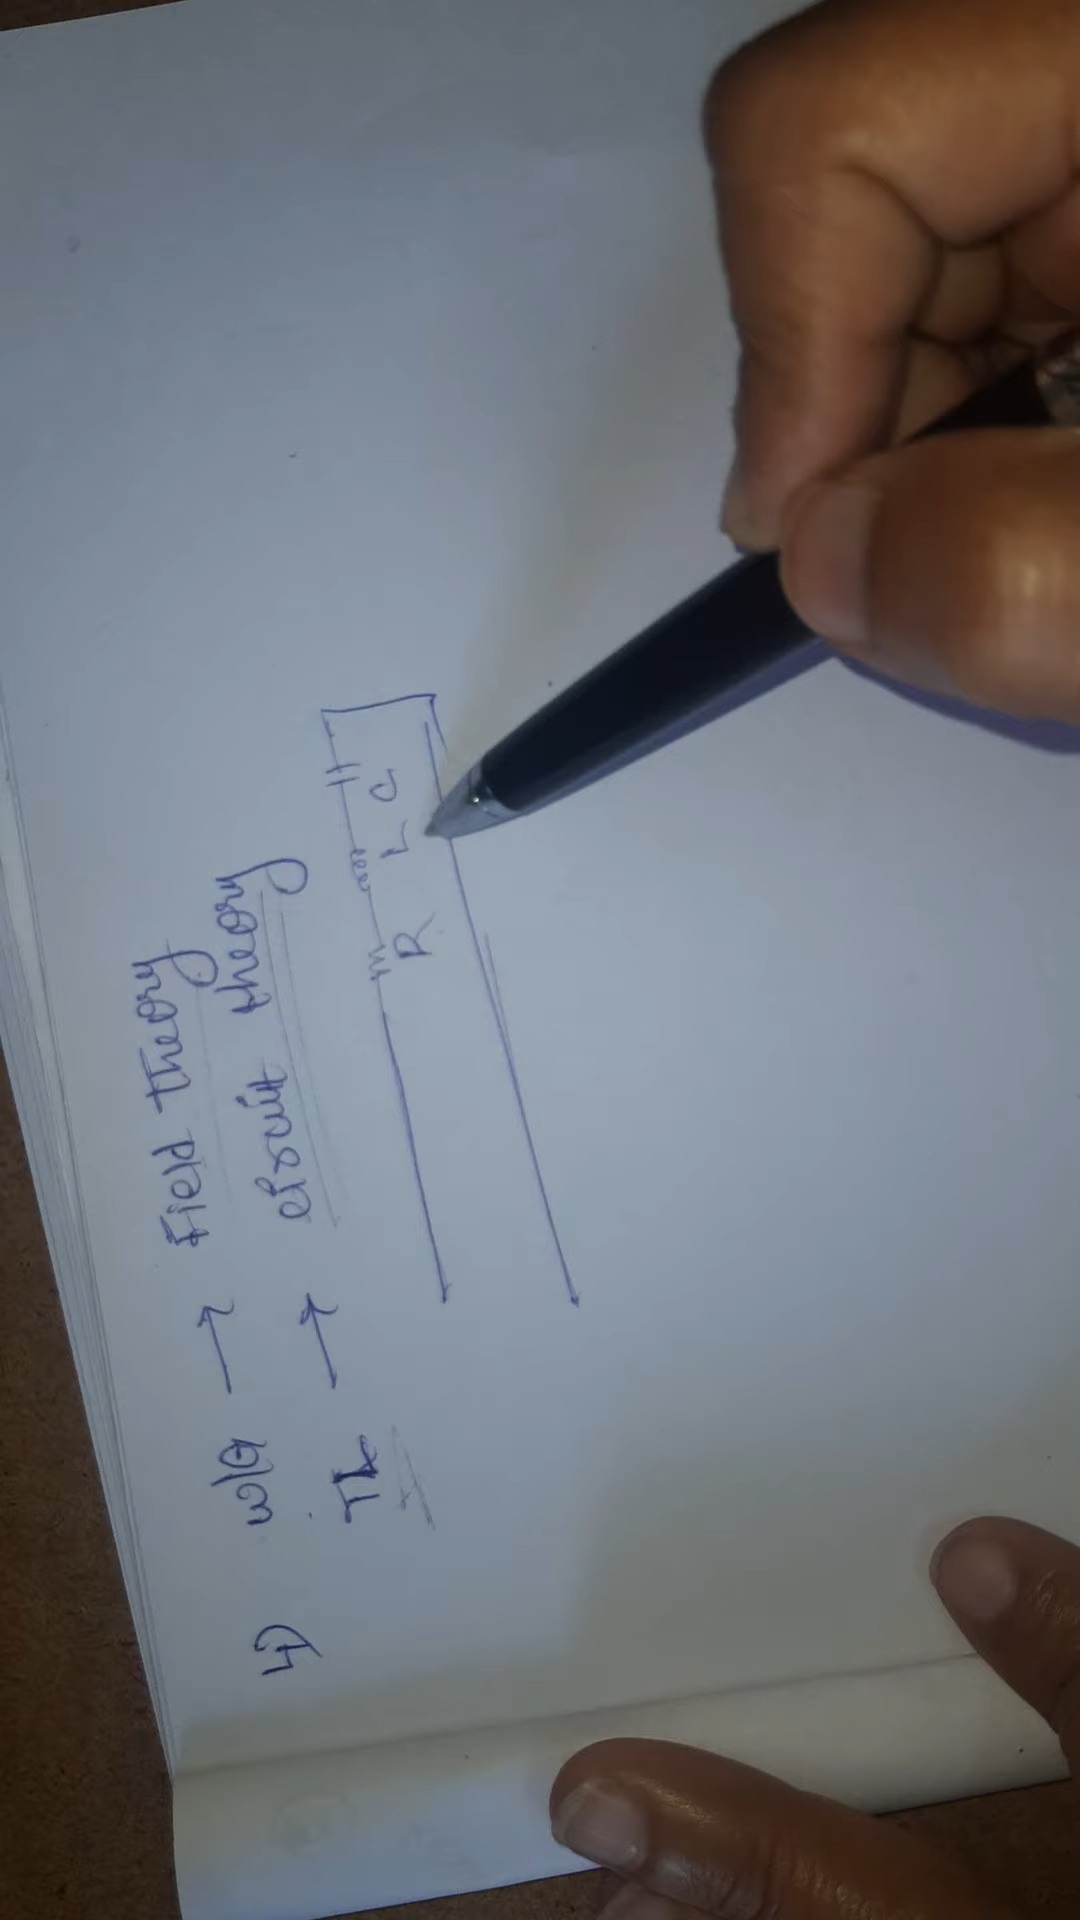 4) W/G → Field theory
TL → circuit theory
R L C